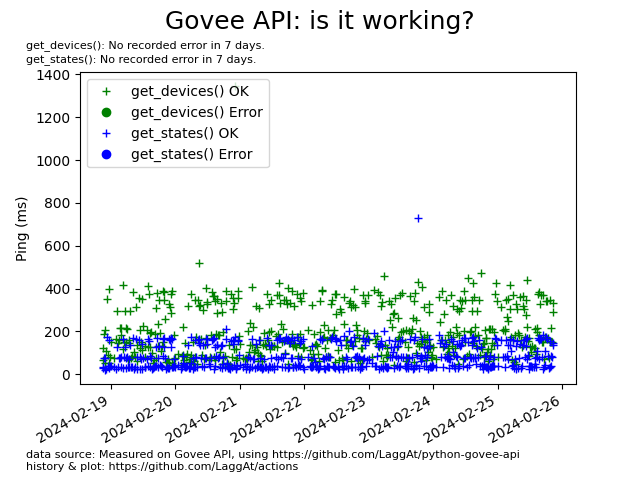 Govee API: is it working?
get_devices(): No recorded error in 7 days.
get_states(): No recorded error in 7 days.
1400
1200
1000
800
600
400
200
0
Ping (ms)
get_devices() OK
get_devices() Error
get_states() OK
get_states() Error
2024-02-19
2024-02-20
2024-02-21
2024-02-22
2024-02-23
2024-02-24
2024-02-25
2024-02-26
data source: Measured on Govee API, using https://github.com/LaggAt/python-govee-api
history & plot: https://github.com/LaggAt/actions